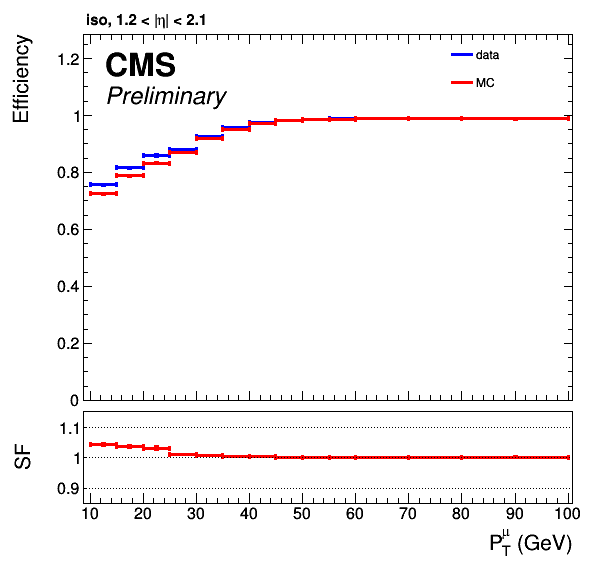 iso, 1.2 < |η| < 2.1
CMS
Preliminary
data
MC
Efficiency
1.2
1
0.8
0.6
0.4
0.2
0
SF
1.1
1
0.9
10 20 30 40 50 60 70 80 90 100
P_T^μ (GeV)